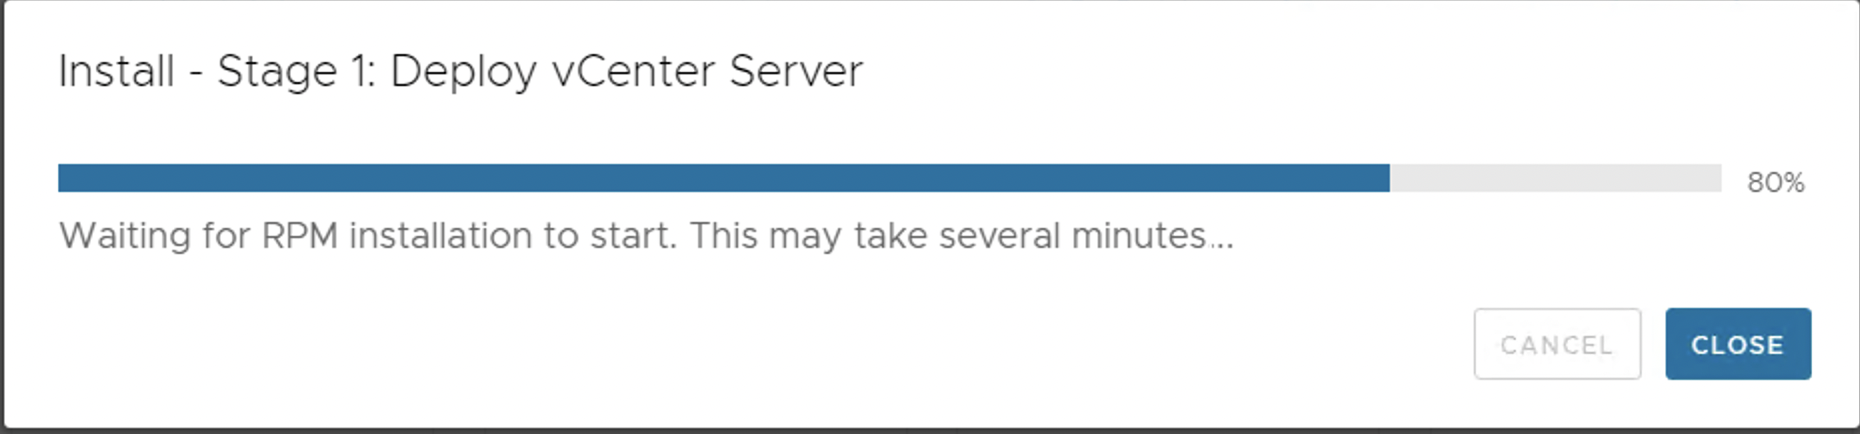 Install - Stage 1: Deploy vCenter Server
80%
Waiting for RPM installation to start. This may take several minutes...
CANCEL
CLOSE